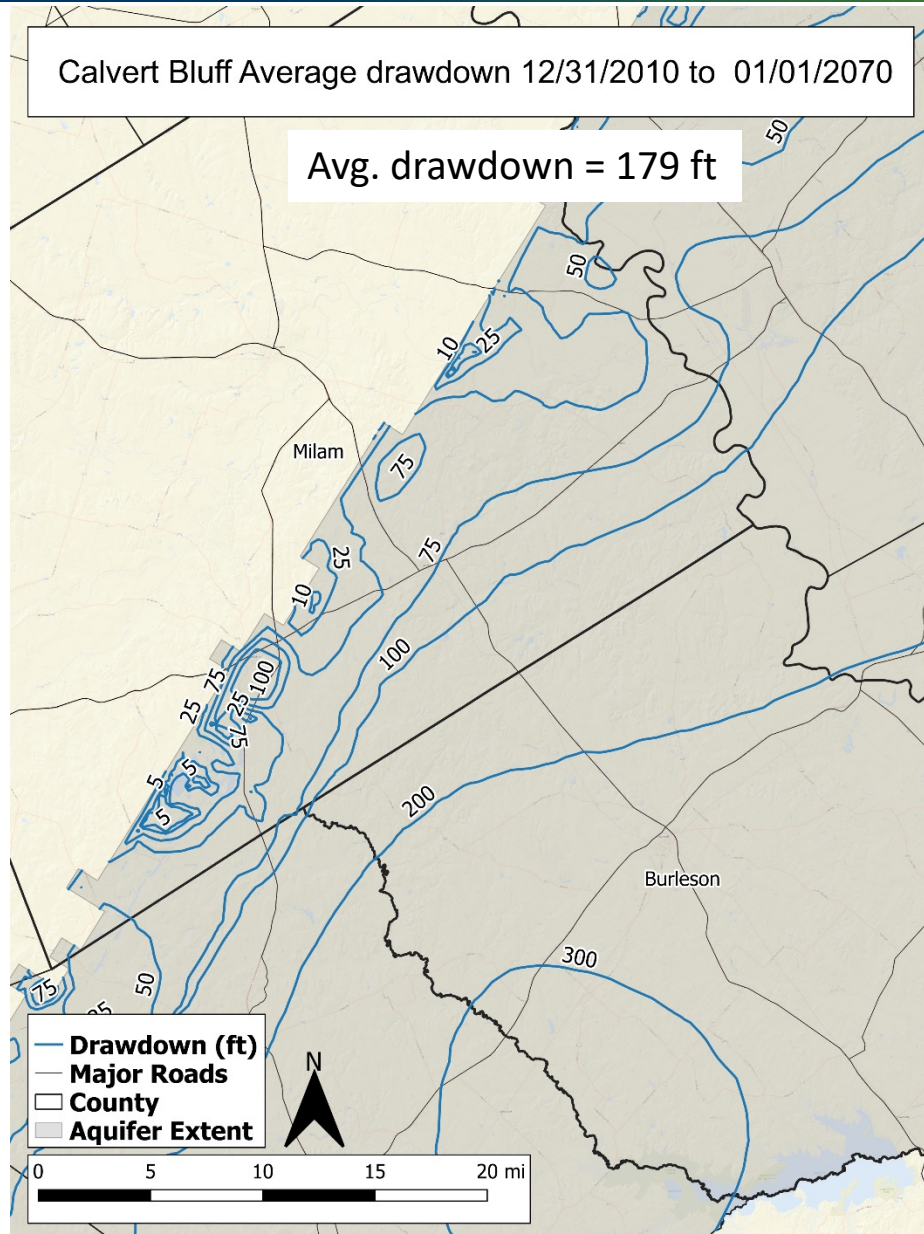 Calvert Bluff Average drawdown 12/31/2010 to 01/01/2070
Avg. drawdown = 179 ft
50
50
10
25
Milam
75
75
25
10
100
75
100
25
25
75
5
5
5
200
Burleson
300
50
75
Drawdown (ft)
Major Roads
County
Aquifer Extent
N
0 5 10 15 20 mi